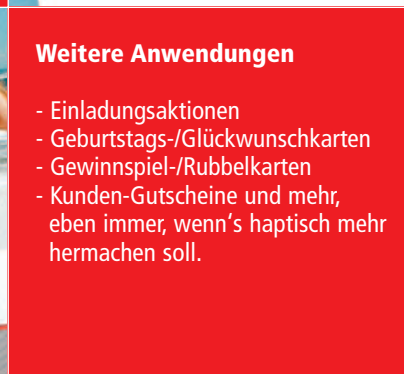 Weitere Anwendungen
- Einladungsaktionen
- Geburtstags-/Glückwunschkarten
- Gewinnspiel-/Rubbelkarten
- Kunden-Gutscheine und mehr,
eben immer, wenn‘s haptisch mehr
hermachen soll.